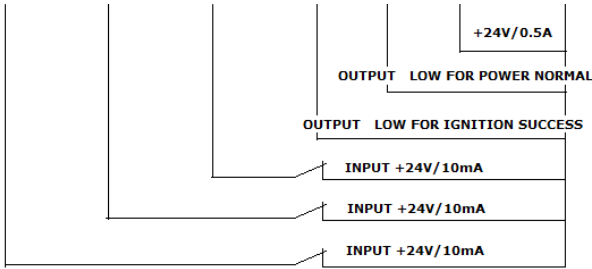 +24V/0.5A
OUTPUT LOW FOR POWER NORMAL
OUTPUT LOW FOR IGNITION SUCCESS
INPUT +24V/10mA
INPUT +24V/10mA
INPUT +24V/10mA